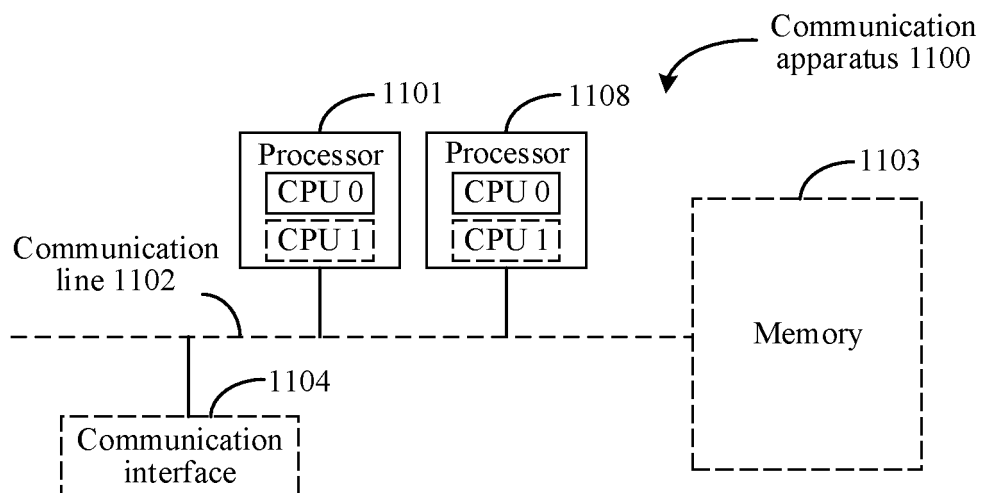 Communication
apparatus 1100
1101
1108
Processor
CPU 0
CPU 1
Processor
CPU 0
CPU 1
1103
Communication
line 1102
Memory
1104
Communication
interface